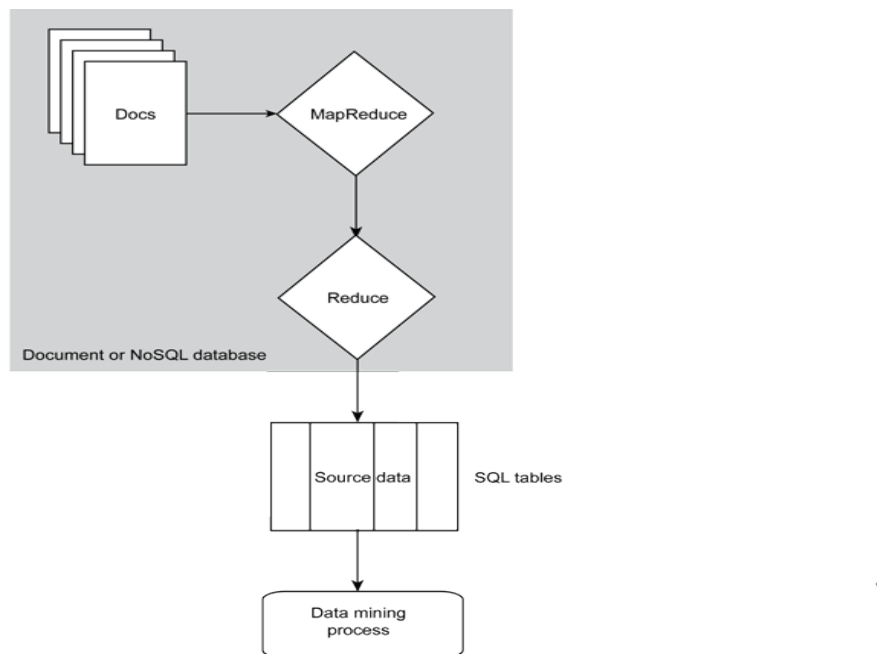 Docs
MapReduce
Reduce
Document or NoSQL database
Source data
SQL tables
Data mining
process